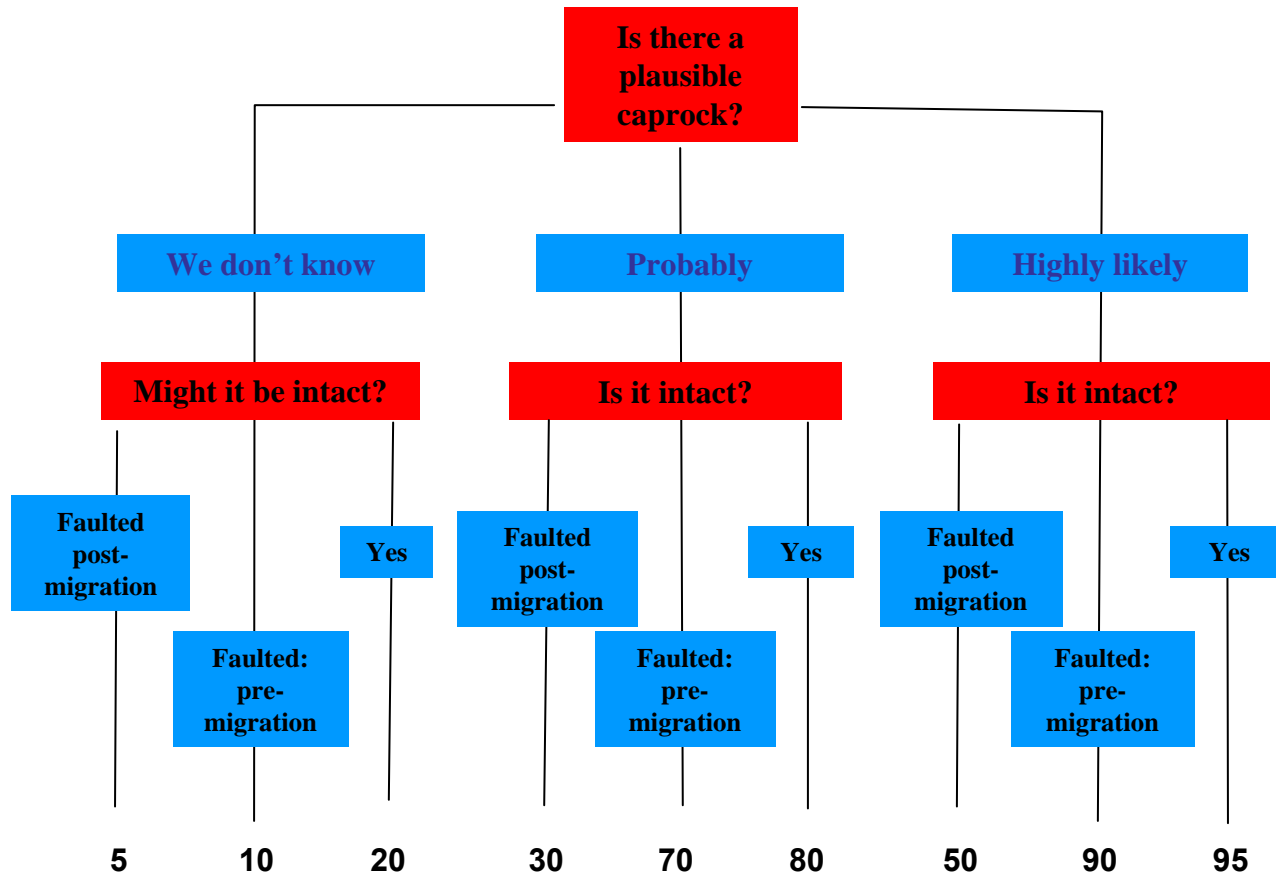 Is there a
plausible
caprock?
We don't know
Probably
Highly likely
Might it be intact?
Is it intact?
Is it intact?
Faulted
post-
migration
Faulted:
pre-
migration
Yes
Faulted
post-
migration
Faulted:
pre-
migration
Yes
Faulted
post-
migration
Faulted:
pre-
migration
Yes
5
10
20
30
70
80
50
90
95